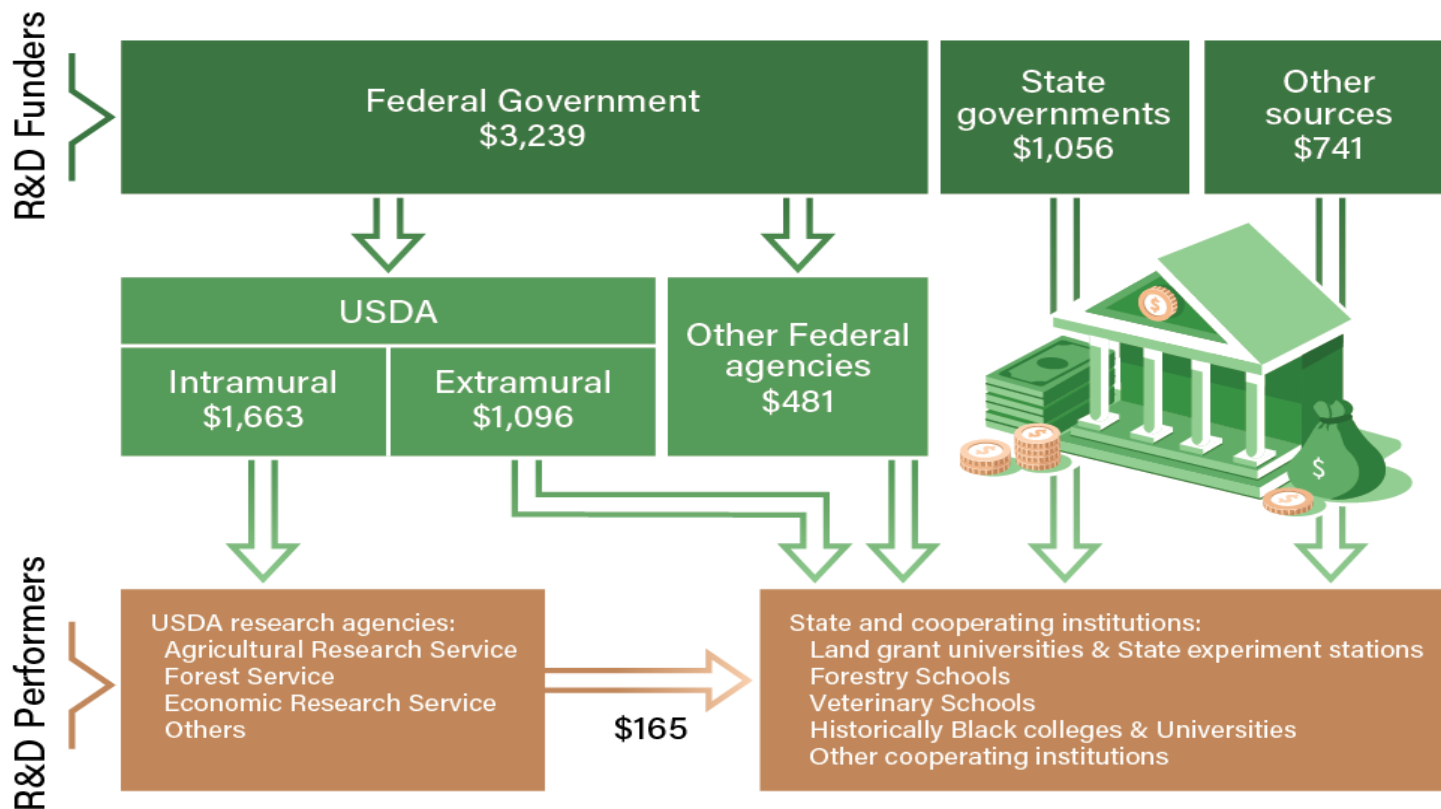 R&D Funders
Federal Government
$3,239
State
governments
$1,056
Other
sources
$741
USDA
Intramural
$1,663
Extramural
$1,096
Other Federal
agencies
$481
$
$
$
$
$
$
R&D Performers
USDA research agencies:
Agricultural Research Service
Forest Service
Economic Research Service
Others
$165
State and cooperating institutions:
Land grant universities & State experiment stations
Forestry Schools
Veterinary Schools
Historically Black colleges & Universities
Other cooperating institutions